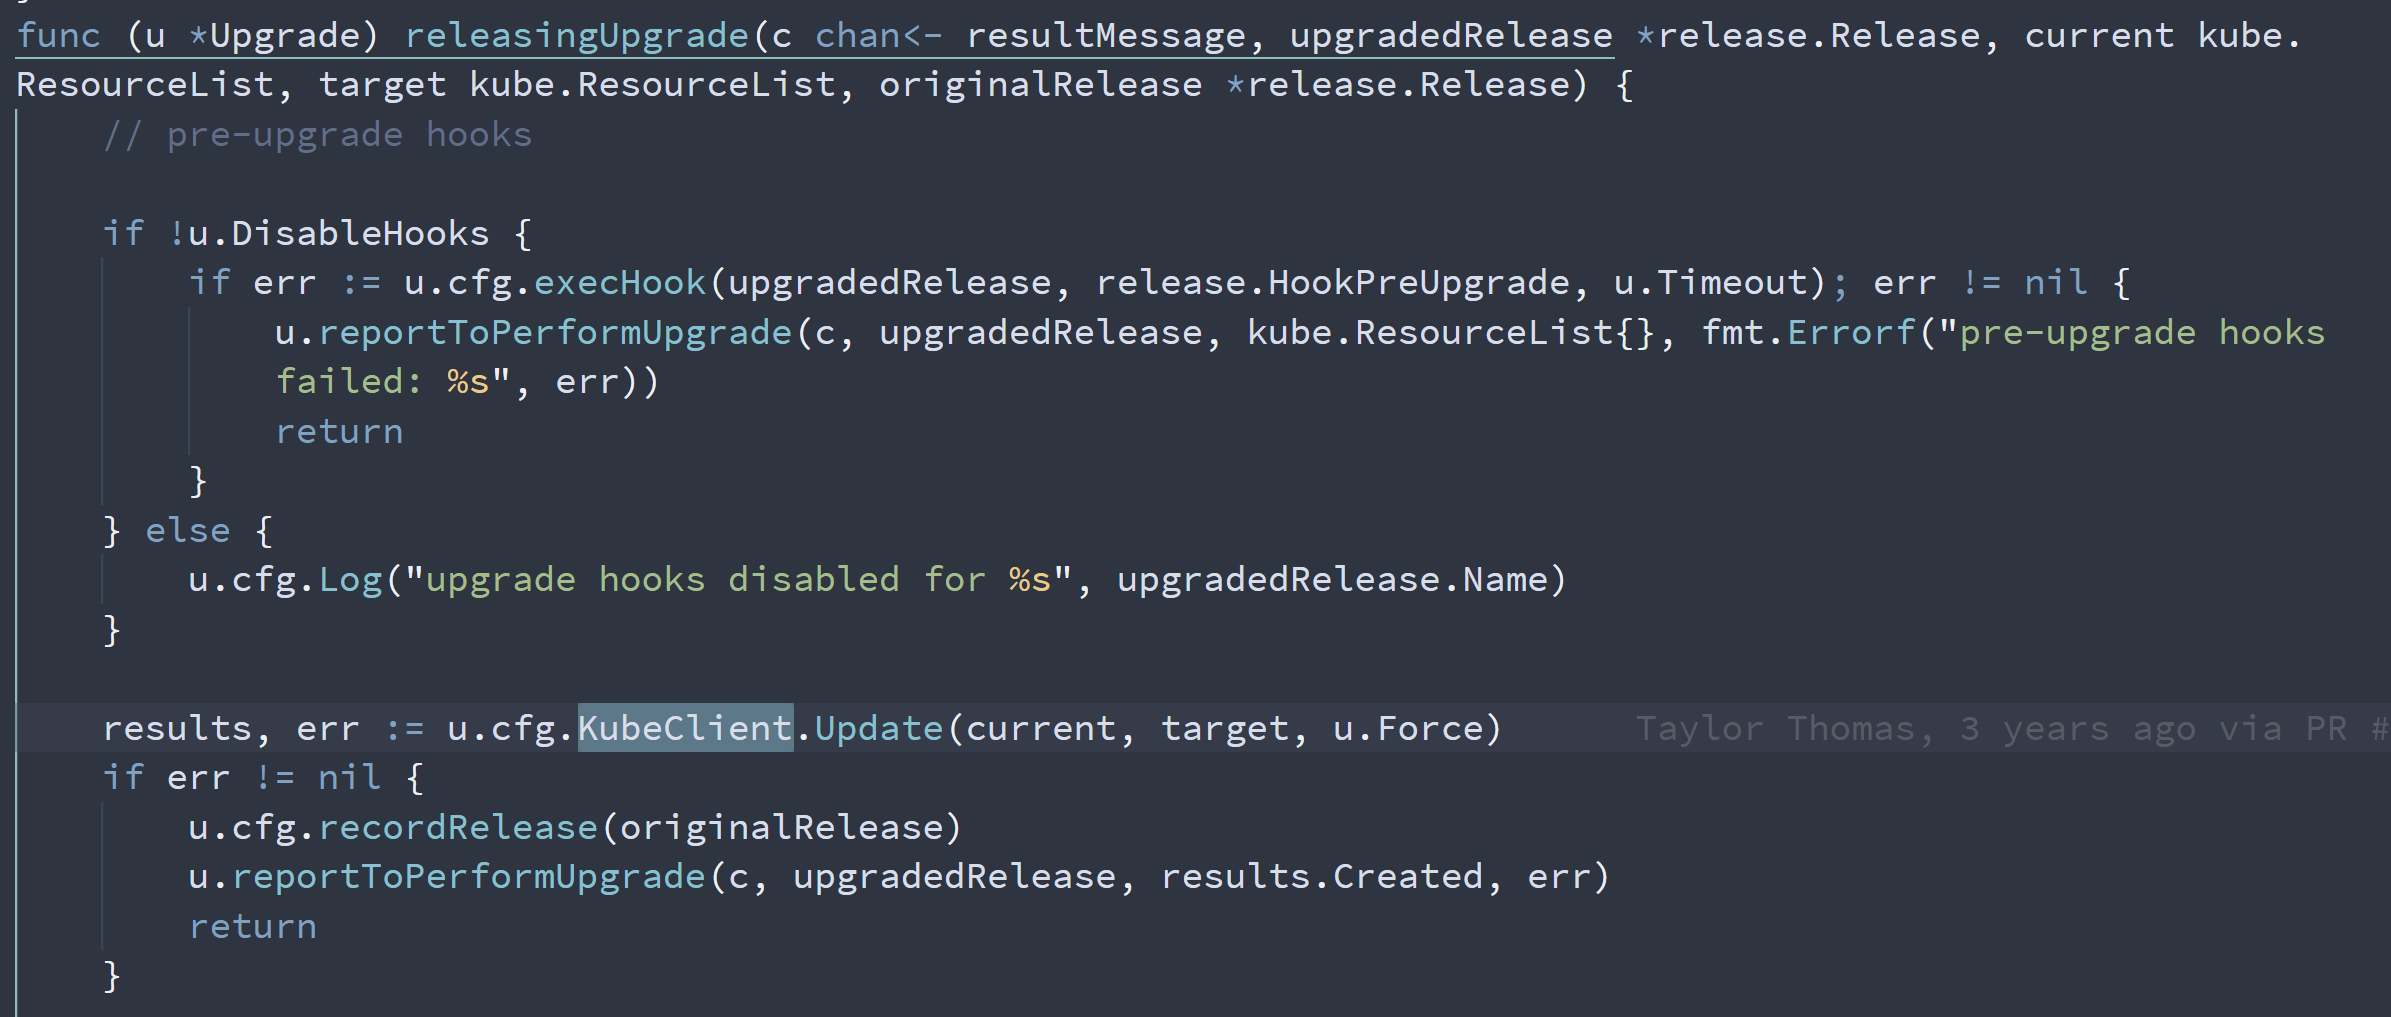 }
func (u *Upgrade) releasingUpgrade(c chan<- resultMessage, upgradedRelease *release.Release, current kube.
ResourceList, target kube.ResourceList, originalRelease *release.Release) {
// pre-upgrade hooks
if !u.DisableHooks {
if err := u.cfg.execHook(upgradedRelease, release.HookPreUpgrade, u.Timeout); err != nil {
u.reportToPerformUpgrade(c, upgradedRelease, kube.ResourceList{}, fmt.Errorf("pre-upgrade hooks
failed: %s", err))
return
}
} else {
u.cfg.Log("upgrade hooks disabled for %s", upgradedRelease.Name)
}
results, err := u.cfg.KubeClient.Update(current, target, u.Force) Taylor Thomas, 3 years ago via PR #
if err != nil {
u.cfg.recordRelease(originalRelease)
u.reportToPerformUpgrade(c, upgradedRelease, results.Created, err)
return
}